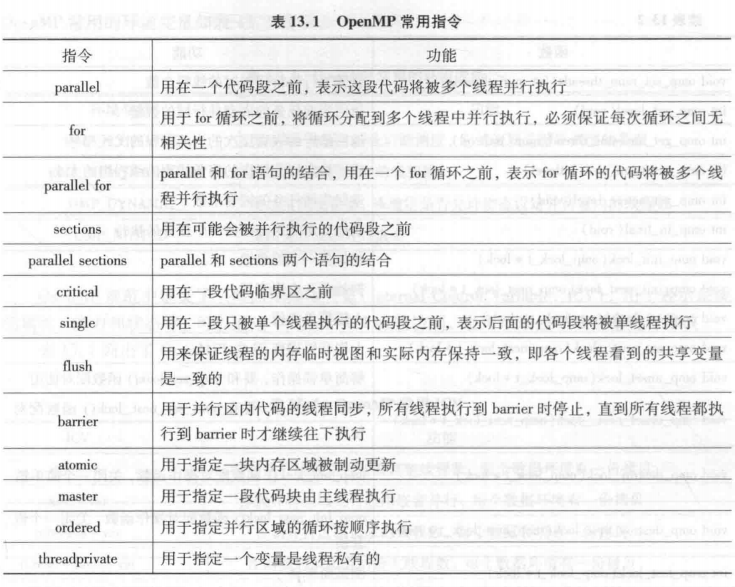 表 13.1 OpenMP 常用指令
指令 功能
parallel 用在一个代码段之前，表示这段代码将被多个线程并行执行
for 用于 for 循环之前，将循环分配到多个线程中并行执行，必须保证每次循环之间无
相关性
parallel for parallel 和 for 语句的结合，用在一个 for 循环之前，表示 for 循环的代码将被多个线
程并行执行
sections 用在可能会被并行执行的代码段之前
parallel sections parallel 和 sections 两个语句的结合
critical 用在一段代码临界区之前
single 用在一段只被单个线程执行的代码段之前，表示后面的代码段将被单线程执行
flush 用来保证线程的内存临时视图和实际内存保持一致，即各个线程看到的共享变量
是一致的
barrier 用于并行区内代码的线程同步，所有线程执行到 barrier 时停止，直到所有线程都执
行到 barrier 时才继续往下执行
atomic 用于指定一块内存区域被制动更新
master 用于指定一段代码块由主线程执行
ordered 用于指定并行区域的循环按顺序执行
threadprivate 用于指定一个变量是线程私有的